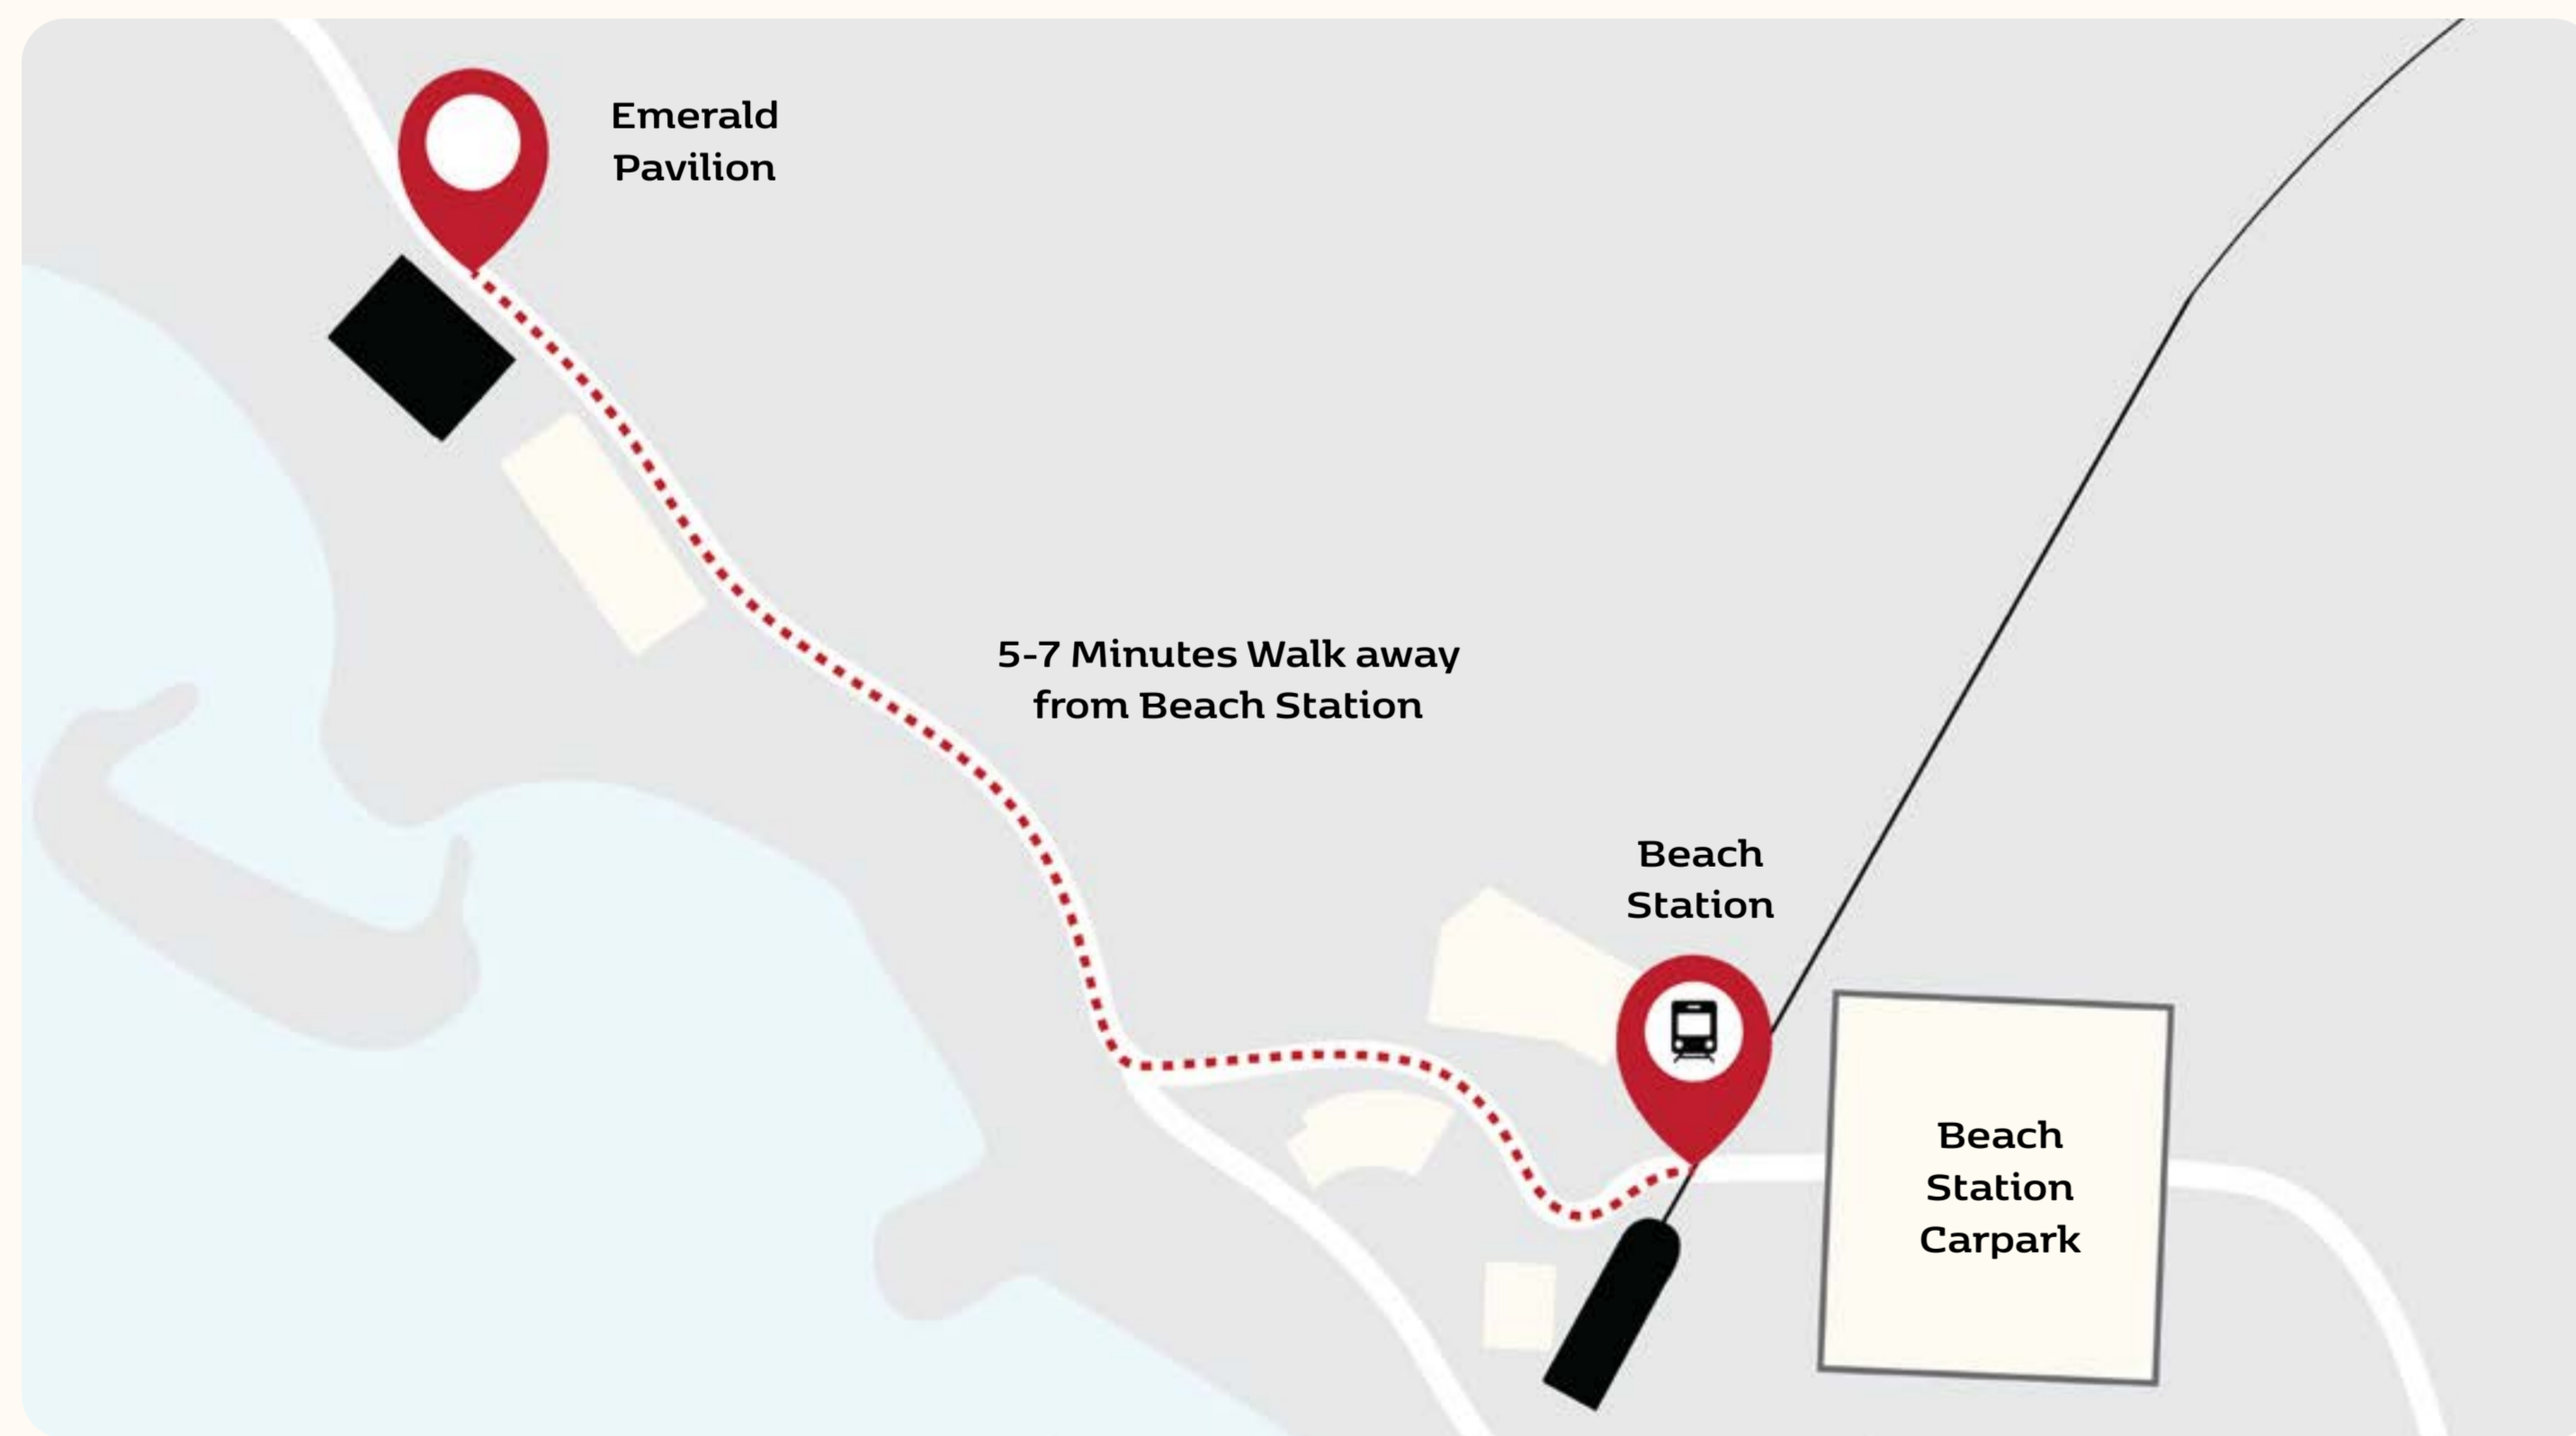 Emerald
Pavilion
5-7 Minutes Walk away
from Beach Station
Beach
Station
Beach
Station
Carpark